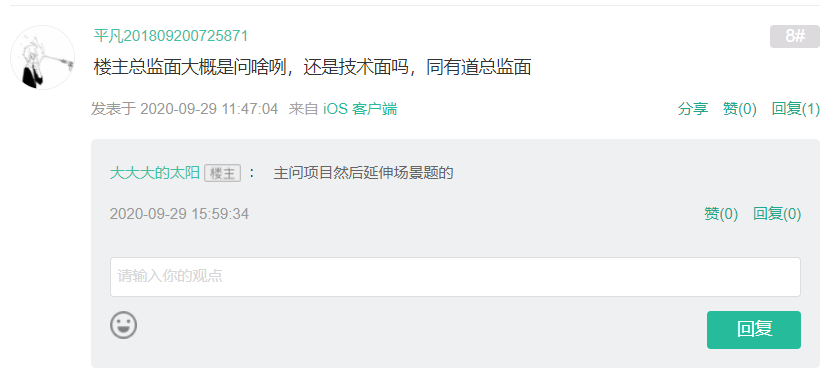 平凡201809200725871
8#
楼主总监面大概是问啥咧，还是技术面吗，同有道总监面
发表于 2020-09-29 11:47:04 来自 iOS 客户端 分享 赞(0) 回复(1)
大大大的太阳 楼主 ： 主问项目然后延伸场景题的
2020-09-29 15:59:34 赞(0) 回复(0)
请输入你的观点
回复